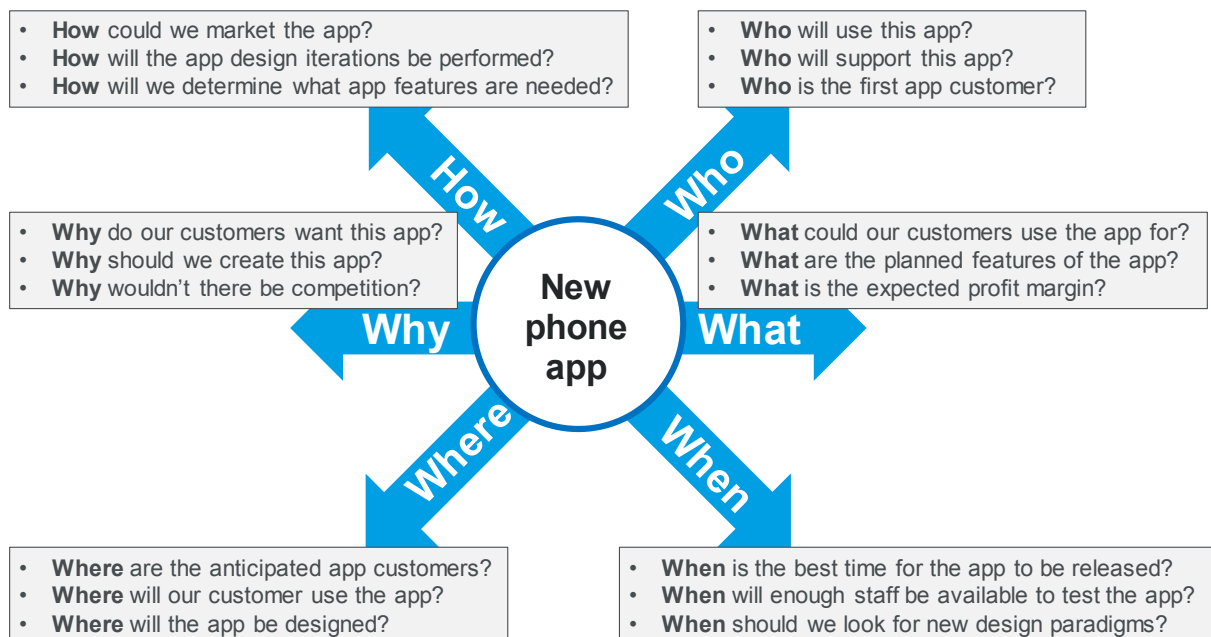 • How could we market the app?
• How will the app design iterations be performed?
• How will we determine what app features are needed?
• Who will use this app?
• Who will support this app?
• Who is the first app customer?
How
Who
• Why do our customers want this app?
• Why should we create this app?
• Why wouldn't there be competition?
• What could our customers use the app for?
• What are the planned features of the app?
• What is the expected profit margin?
Why
New
phone
app
What
Where
When
• Where are the anticipated app customers?
• Where will our customer use the app?
• Where will the app be designed?
• When is the best time for the app to be released?
• When will enough staff be available to test the app?
• When should we look for new design paradigms?